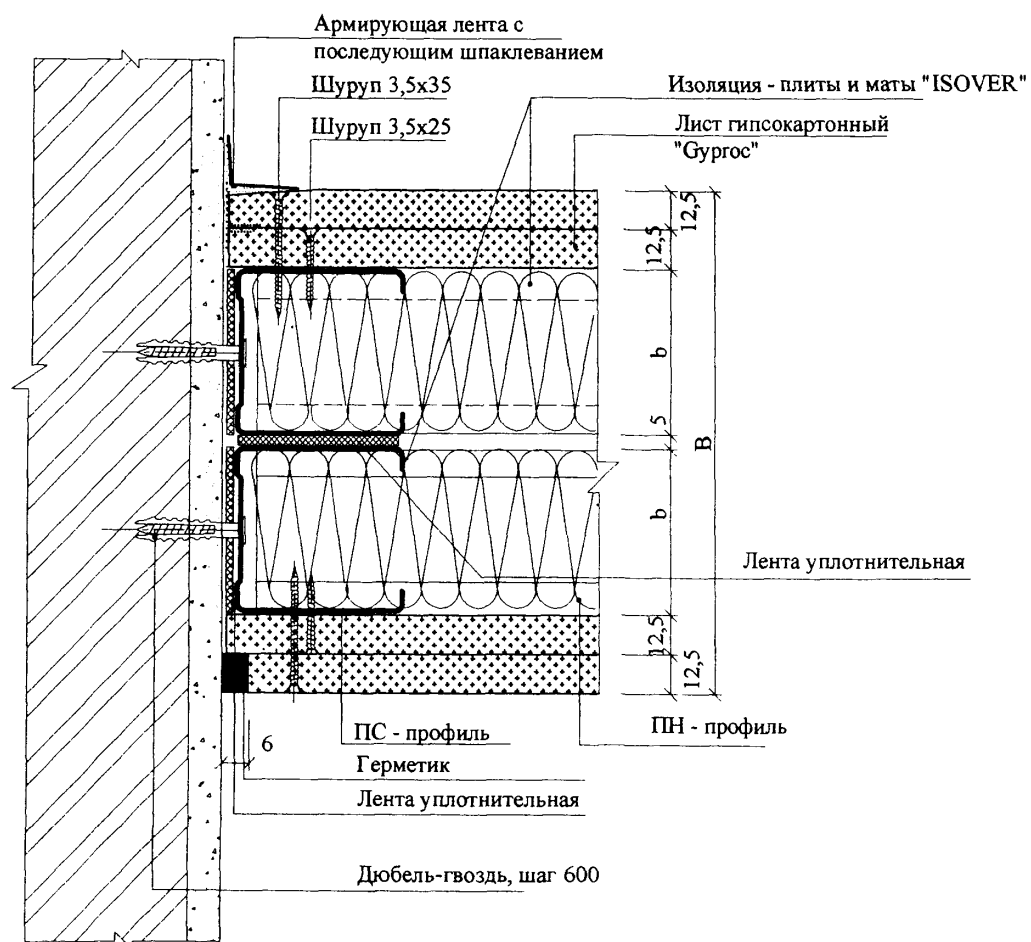 Армирующая лента с
последующим шпаклеванием
Шуруп 3,5х35
Шуруп 3,5х25
Изоляция - плиты и маты "ISOVER"
Лист гипсокартонный
"Gyproc"
12,5
12,5
b
5
B
b
Лента уплотнительная
12,5
12,5
ПС - профиль
ПН - профиль
6
Герметик
Лента уплотнительная
Дюбель-гвоздь, шаг 600